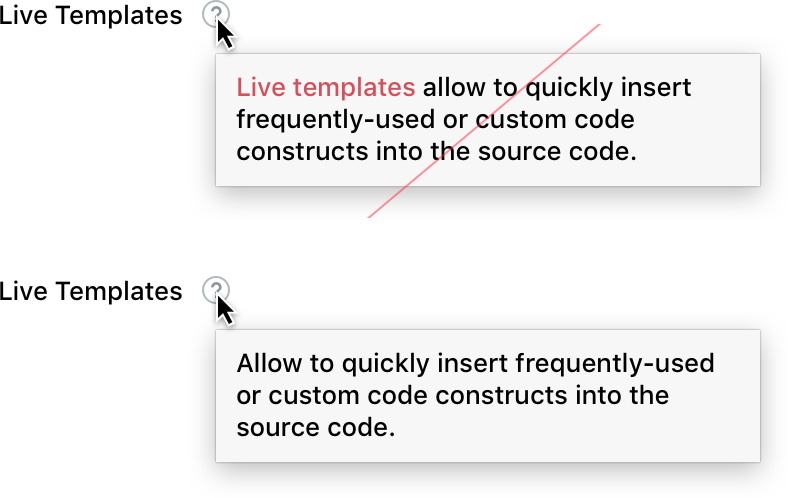 Live Templates ?
Live templates allow to quickly insert
frequently-used or custom code
constructs into the source code.
Live Templates ?
Allow to quickly insert frequently-used
or custom code constructs into the
source code.